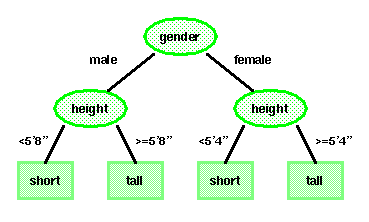 gender
male female
height height
<5'8" >=5'8" <5'4" >=5'4"
short tall short tall